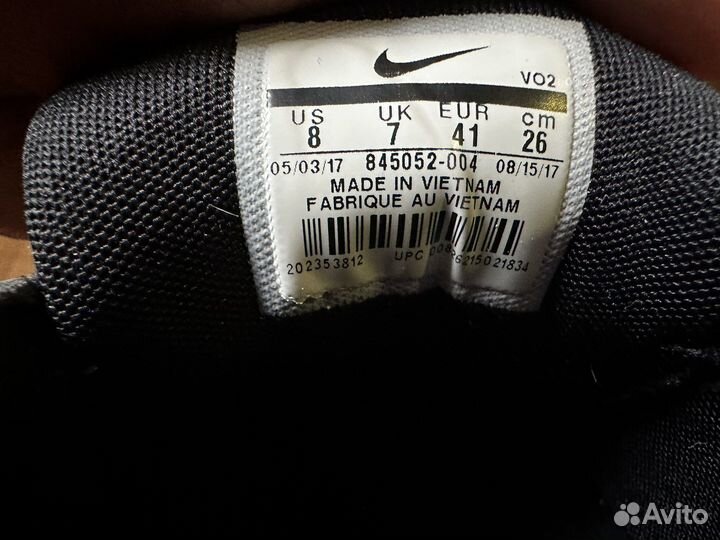 VO2
US UK EUR cm
8 7 41 26
05/03/17 845052-004 08/15/17
MADE IN VIETNAM
FABRIQUE AU VIETNAM
202353812 UPC
Avito